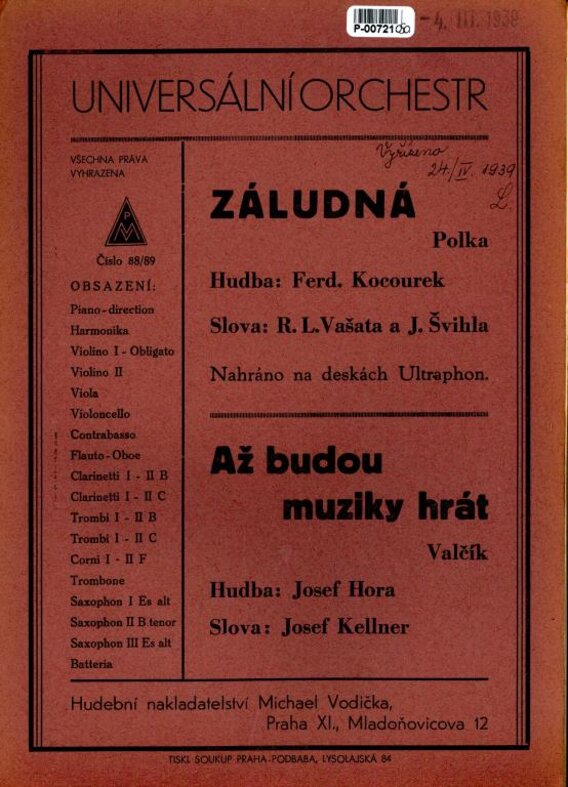 P-00721
- 4. III. 1939
UNIVERSÁLNÍ ORCHESTR
Vyřízeno
24/IV. 1939
L.
VŠECHNA PRÁVA
VYHRAZENA
P
M
Číslo 88/89
OBSAZENÍ:
Piano-direction
Harmonika
Violino I - Obligato
Violino II
Viola
Violoncello
Contrabasso
Flauto-Oboe
Clarinetti I - II B
Clarinetti I - II C
Trombi I - II B
Trombi I - II C
Corni I - II F
Trombone
Saxophon I Es alt
Saxophon II B tenor
Saxophon III Es alt
Batteria
ZÁLUDNÁ
Polka
Hudba: Ferd. Kocourek
Slova: R. L. Vašata a J. Švihla
Nahráno na deskách Ultraphon.
Až budou
muziky hrát
Valčík
Hudba: Josef Hora
Slova: Josef Kellner
Hudební nakladatelství Michael Vodička,
Praha XI., Mladoňovicova 12
TISKL SOUKUP PRAHA-PODBABA, LYSOLAJSKÁ 84